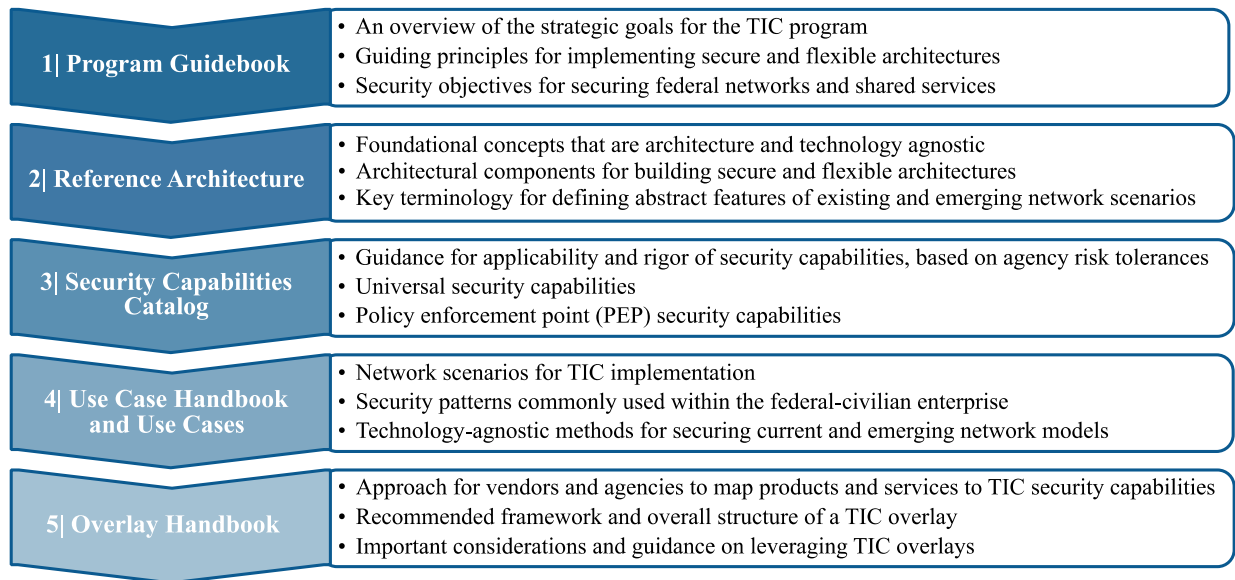 1| Program Guidebook
• An overview of the strategic goals for the TIC program
• Guiding principles for implementing secure and flexible architectures
• Security objectives for securing federal networks and shared services
2| Reference Architecture
• Foundational concepts that are architecture and technology agnostic
• Architectural components for building secure and flexible architectures
• Key terminology for defining abstract features of existing and emerging network scenarios
3| Security Capabilities
Catalog
• Guidance for applicability and rigor of security capabilities, based on agency risk tolerances
• Universal security capabilities
• Policy enforcement point (PEP) security capabilities
4| Use Case Handbook
and Use Cases
• Network scenarios for TIC implementation
• Security patterns commonly used within the federal-civilian enterprise
• Technology-agnostic methods for securing current and emerging network models
5| Overlay Handbook
• Approach for vendors and agencies to map products and services to TIC security capabilities
• Recommended framework and overall structure of a TIC overlay
• Important considerations and guidance on leveraging TIC overlays